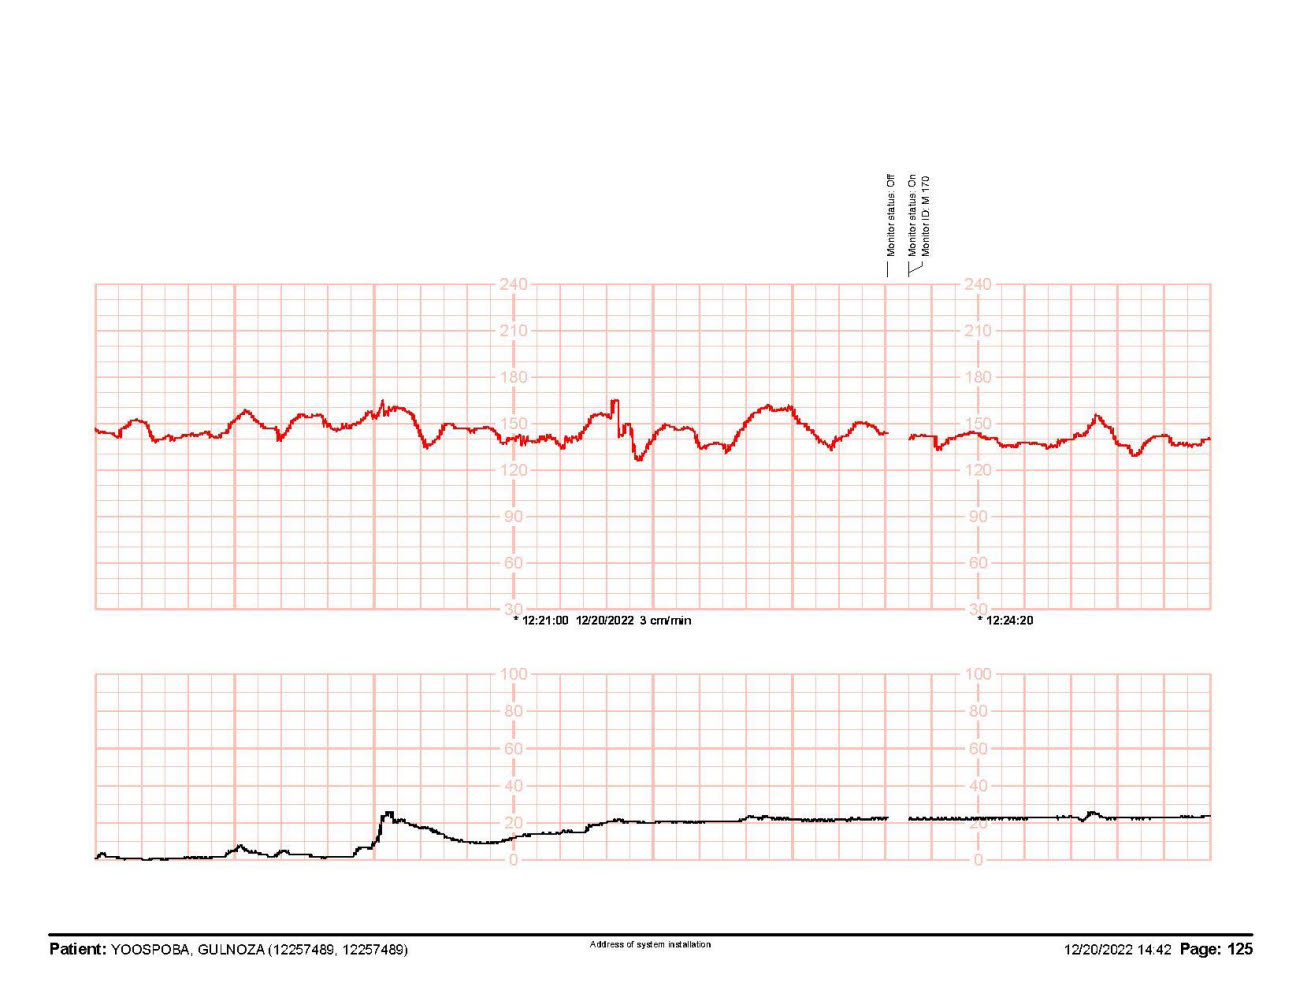 Monitor status: Off
Monitor status: On
Monitor ID: M 170
240 240
210 210
180 180
150 150
120 120
90 90
60 60
30 30
* 12:21:00 12/20/2022 3 cm/min * 12:24:20
100 100
80 80
60 60
40 40
20 20
0 0
Patient: YOOSPOBA, GULNOZA (12257489, 12257489) Address of system installation 12/20/2022 14:42 Page: 125